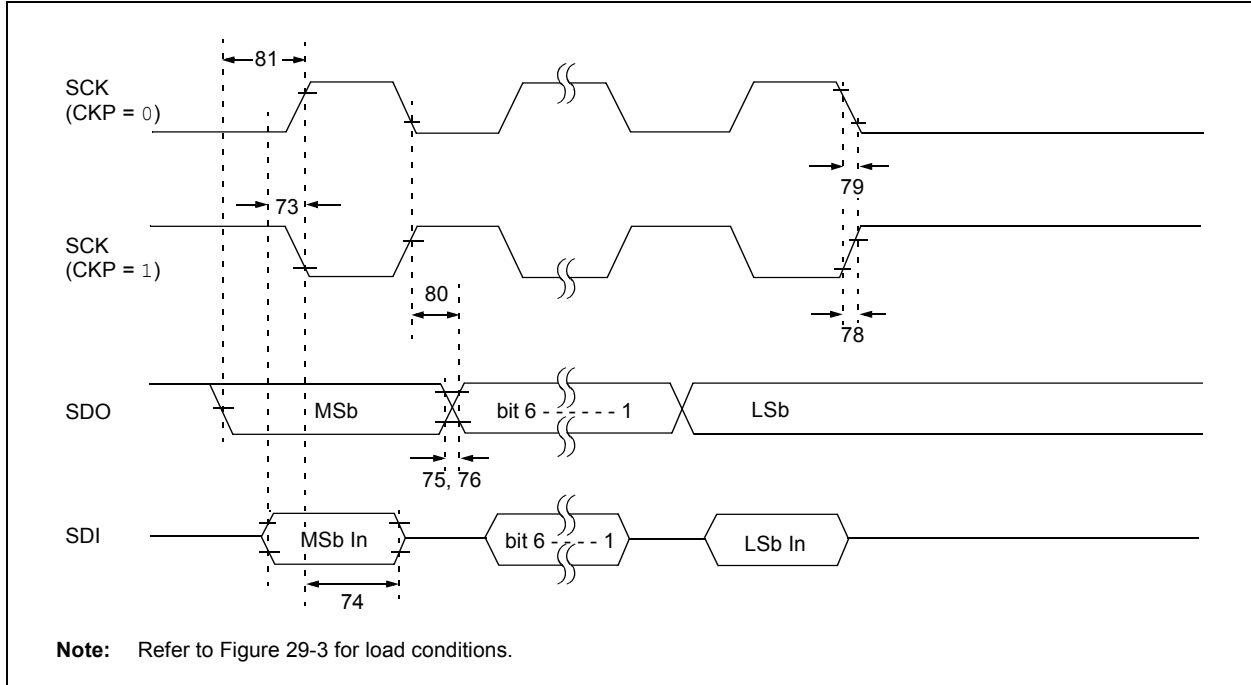 81
SCK
(CKP = 0)
79
73
SCK
(CKP = 1)
80
78
SDO
MSb
bit 6 - - - - - - 1
LSb
75, 76
SDI
MSb In
bit 6 - - - - 1
LSb In
74
Note: Refer to Figure 29-3 for load conditions.